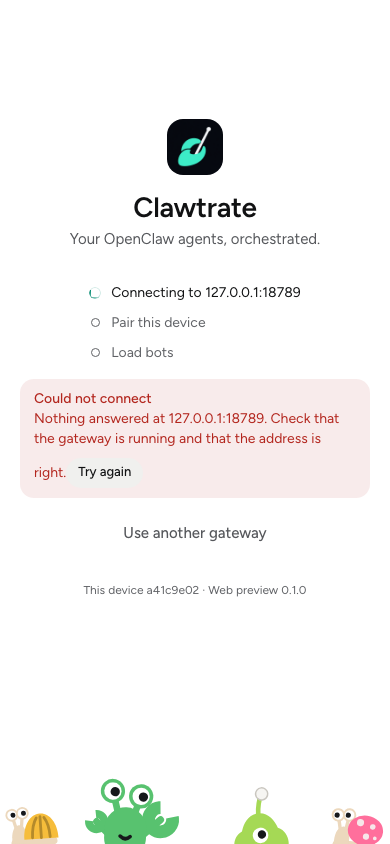 Clawtrate
Your OpenClaw agents, orchestrated.
Connecting to 127.0.0.1:18789
Pair this device
Load bots
Could not connect
Nothing answered at 127.0.0.1:18789. Check that
the gateway is running and that the address is
right. Try again
Use another gateway
This device a41c9e02 · Web preview 0.1.0